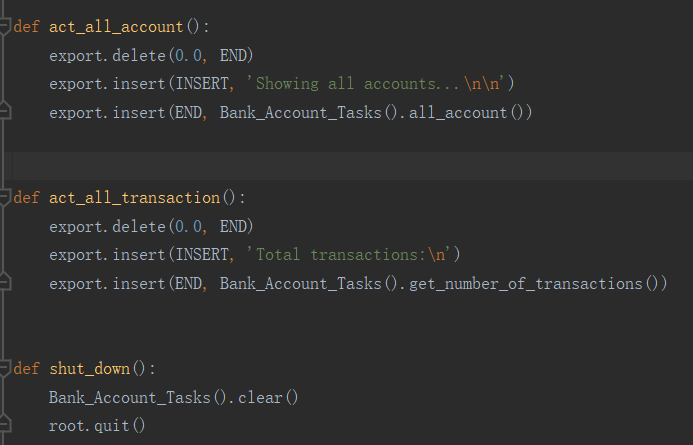 def act_all_account():
    export.delete(0.0, END)
    export.insert(INSERT, 'Showing all accounts...\n\n')
    export.insert(END, Bank_Account_Tasks().all_account())
def act_all_transaction():
    export.delete(0.0, END)
    export.insert(INSERT, 'Total transactions:\n')
    export.insert(END, Bank_Account_Tasks().get_number_of_transactions())
def shut_down():
    Bank_Account_Tasks().clear()
    root.quit()